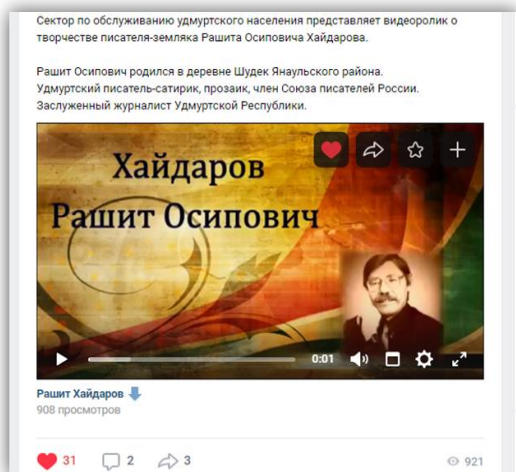 Сектор по обслуживанию удмуртского населения представляет видеоролик о
творчестве писателя-земляка Рашита Осиповича Хайдарова.
Рашит Осипович родился в деревне Шудек Янаульского района.
Удмуртский писатель-сатирик, прозаик, член Союза писателей России.
Заслуженный журналист Удмуртской Республики.
Хайдаров
Рашит Осипович
0:01
Рашит Хайдаров
908 просмотров
31 2 3 921